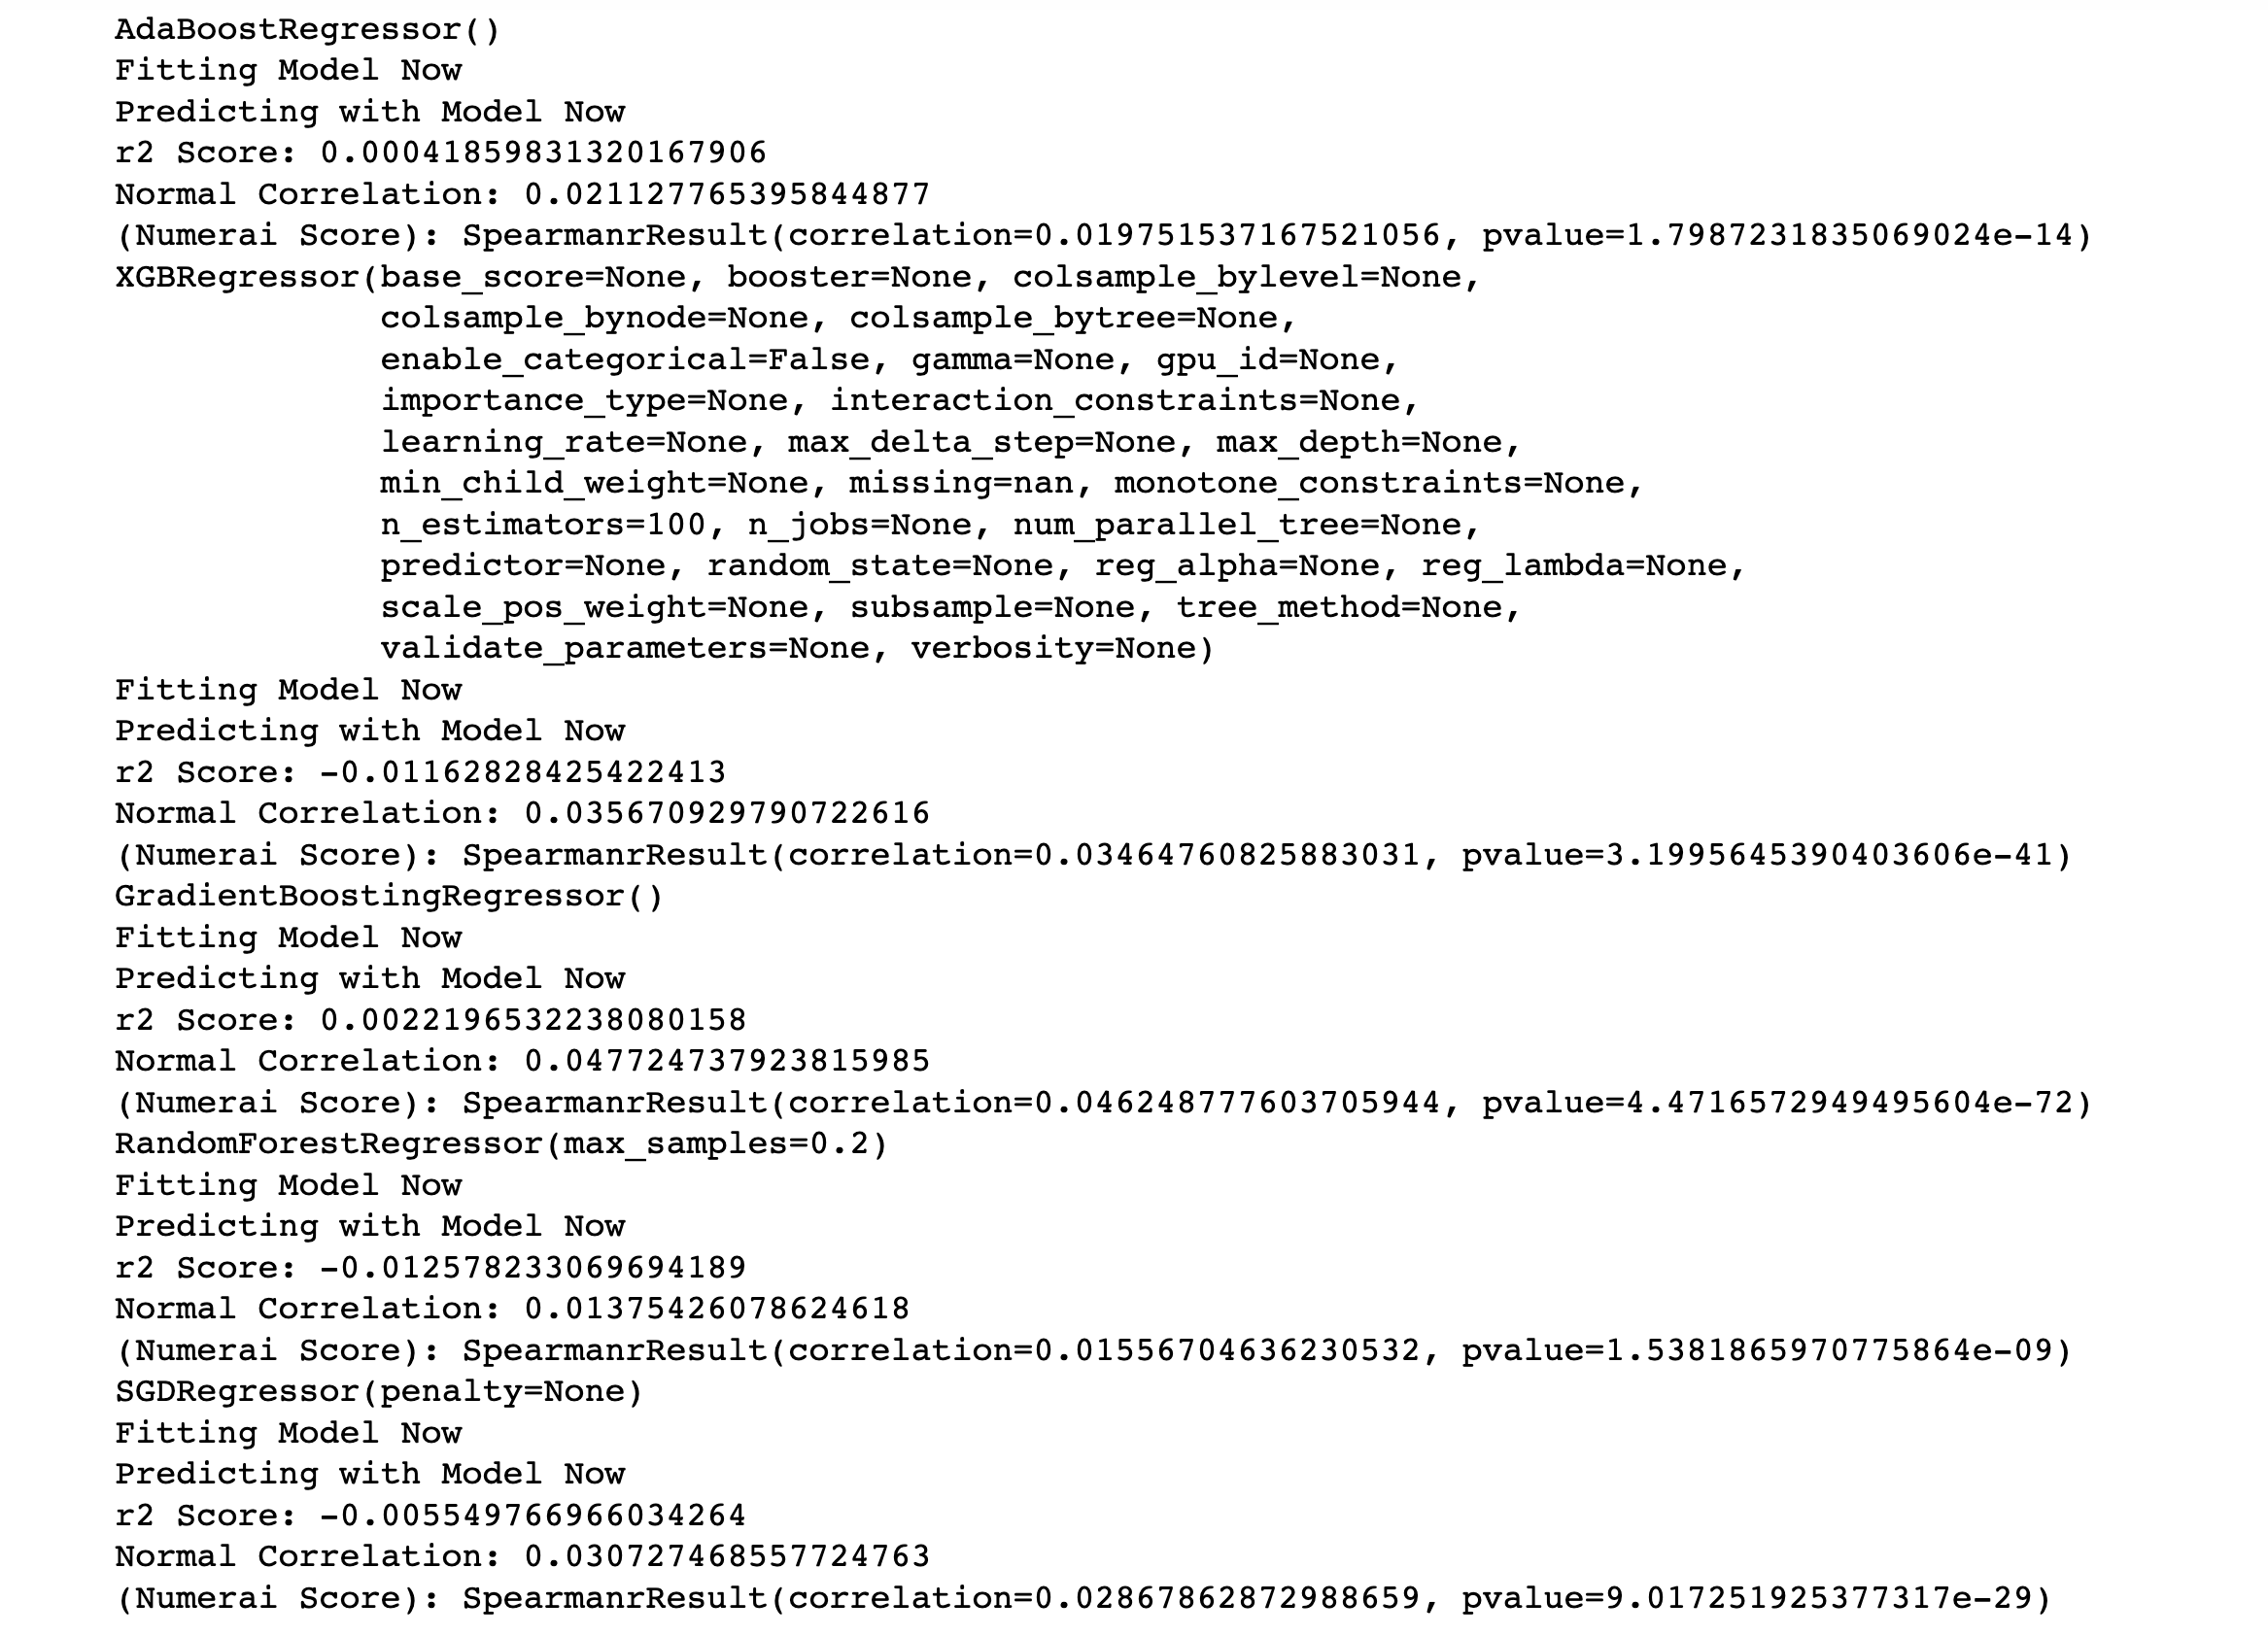 AdaBoostRegressor()
Fitting Model Now
Predicting with Model Now
r2 Score: 0.00041859831320167906
Normal Correlation: 0.021127765395844877
(Numerai Score): SpearmanrResult(correlation=0.019751537167521056, pvalue=1.7987231835069024e-14)
XGBRegressor(base_score=None, booster=None, colsample_bylevel=None,
colsample_bynode=None, colsample_bytree=None,
enable_categorical=False, gamma=None, gpu_id=None,
importance_type=None, interaction_constraints=None,
learning_rate=None, max_delta_step=None, max_depth=None,
min_child_weight=None, missing=nan, monotone_constraints=None,
n_estimators=100, n_jobs=None, num_parallel_tree=None,
predictor=None, random_state=None, reg_alpha=None, reg_lambda=None,
scale_pos_weight=None, subsample=None, tree_method=None,
validate_parameters=None, verbosity=None)
Fitting Model Now
Predicting with Model Now
r2 Score: -0.01162828425422413
Normal Correlation: 0.035670929790722616
(Numerai Score): SpearmanrResult(correlation=0.03464760825883031, pvalue=3.1995645390403606e-41)
GradientBoostingRegressor()
Fitting Model Now
Predicting with Model Now
r2 Score: 0.0022196532238080158
Normal Correlation: 0.047724737923815985
(Numerai Score): SpearmanrResult(correlation=0.046248777603705944, pvalue=4.4716572949495604e-72)
RandomForestRegressor(max_samples=0.2)
Fitting Model Now
Predicting with Model Now
r2 Score: -0.012578233069694189
Normal Correlation: 0.01375426078624618
(Numerai Score): SpearmanrResult(correlation=0.01556704636230532, pvalue=1.5381865970775864e-09)
SGDRegressor(penalty=None)
Fitting Model Now
Predicting with Model Now
r2 Score: -0.005549766966034264
Normal Correlation: 0.030727468557724763
(Numerai Score): SpearmanrResult(correlation=0.02867862872988659, pvalue=9.017251925377317e-29)